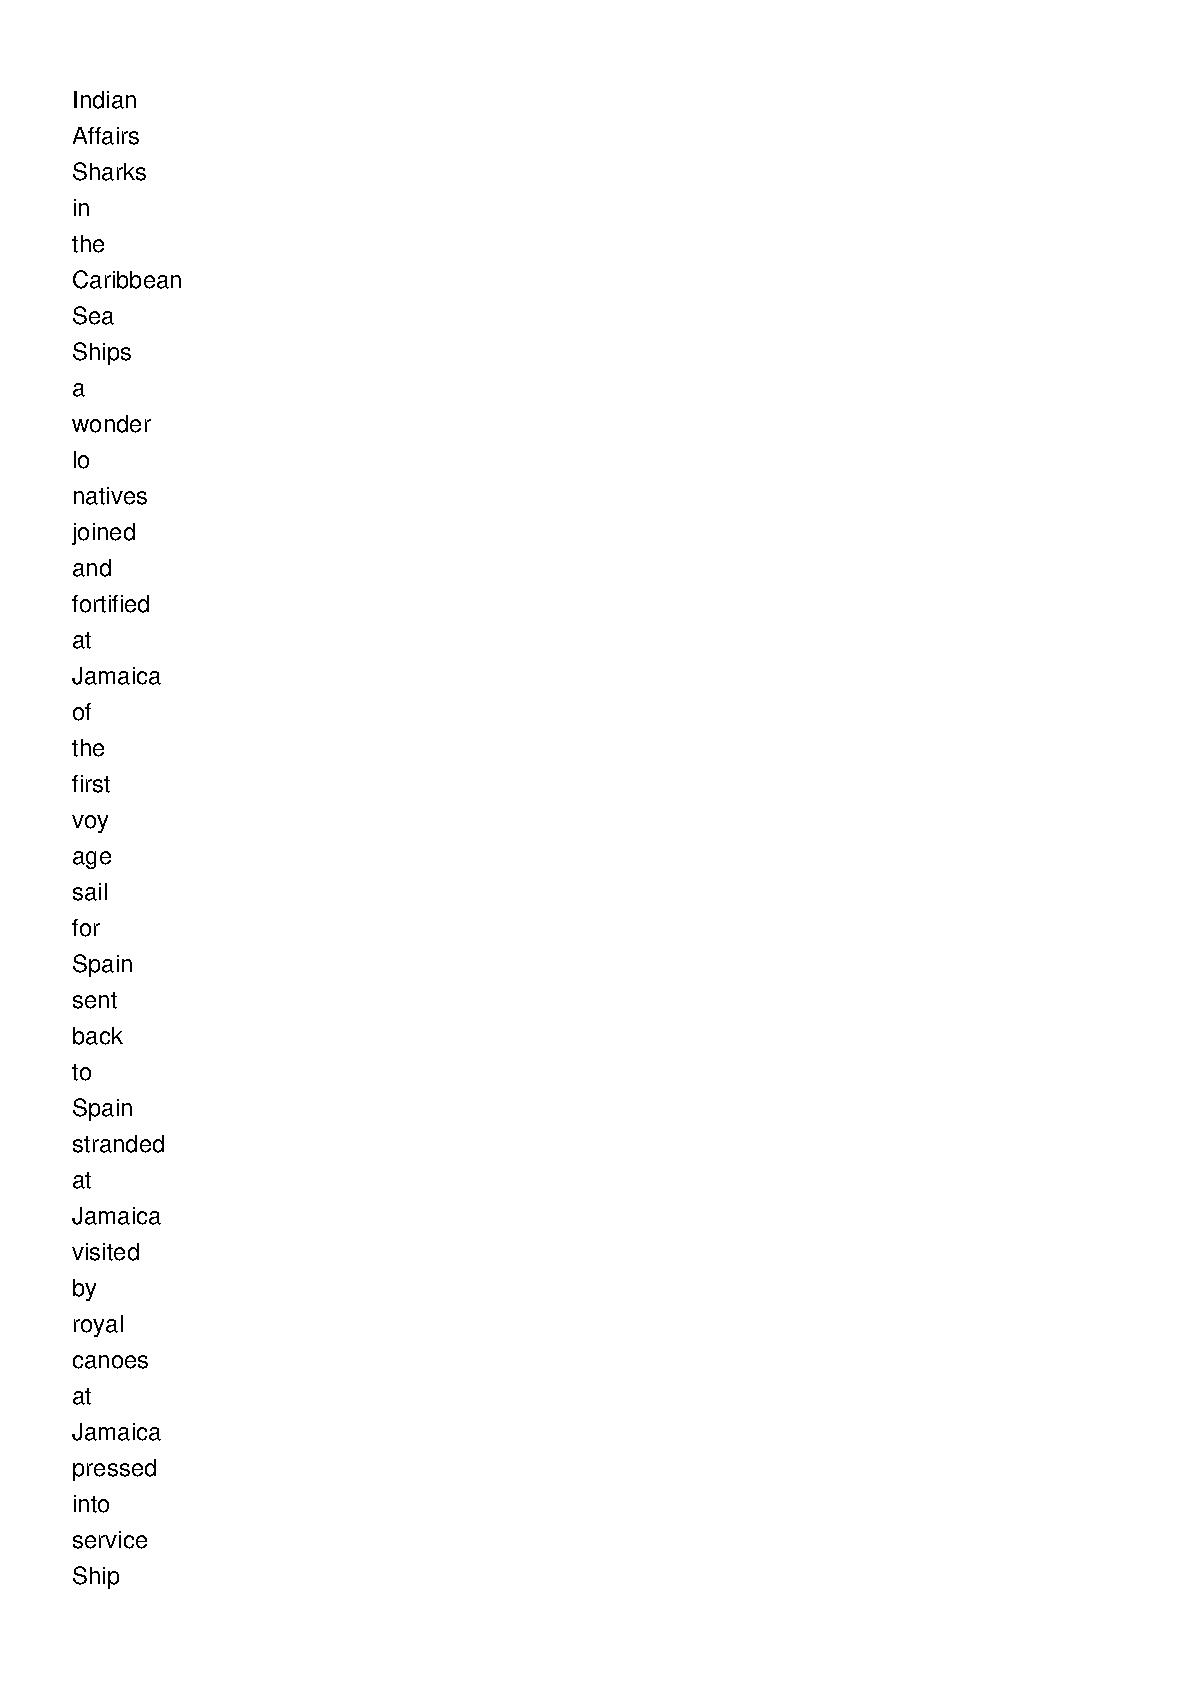 Indian
Affairs
Sharks
in
the
Caribbean
Sea
Ships
a
wonder
lo
natives
joined
and
fortified
at
Jamaica
of
the
first
voy
age
sail
for
Spain
sent
back
to
Spain
stranded
at
Jamaica
visited
by
royal
canoes
at
Jamaica
pressed
into
service
Ship